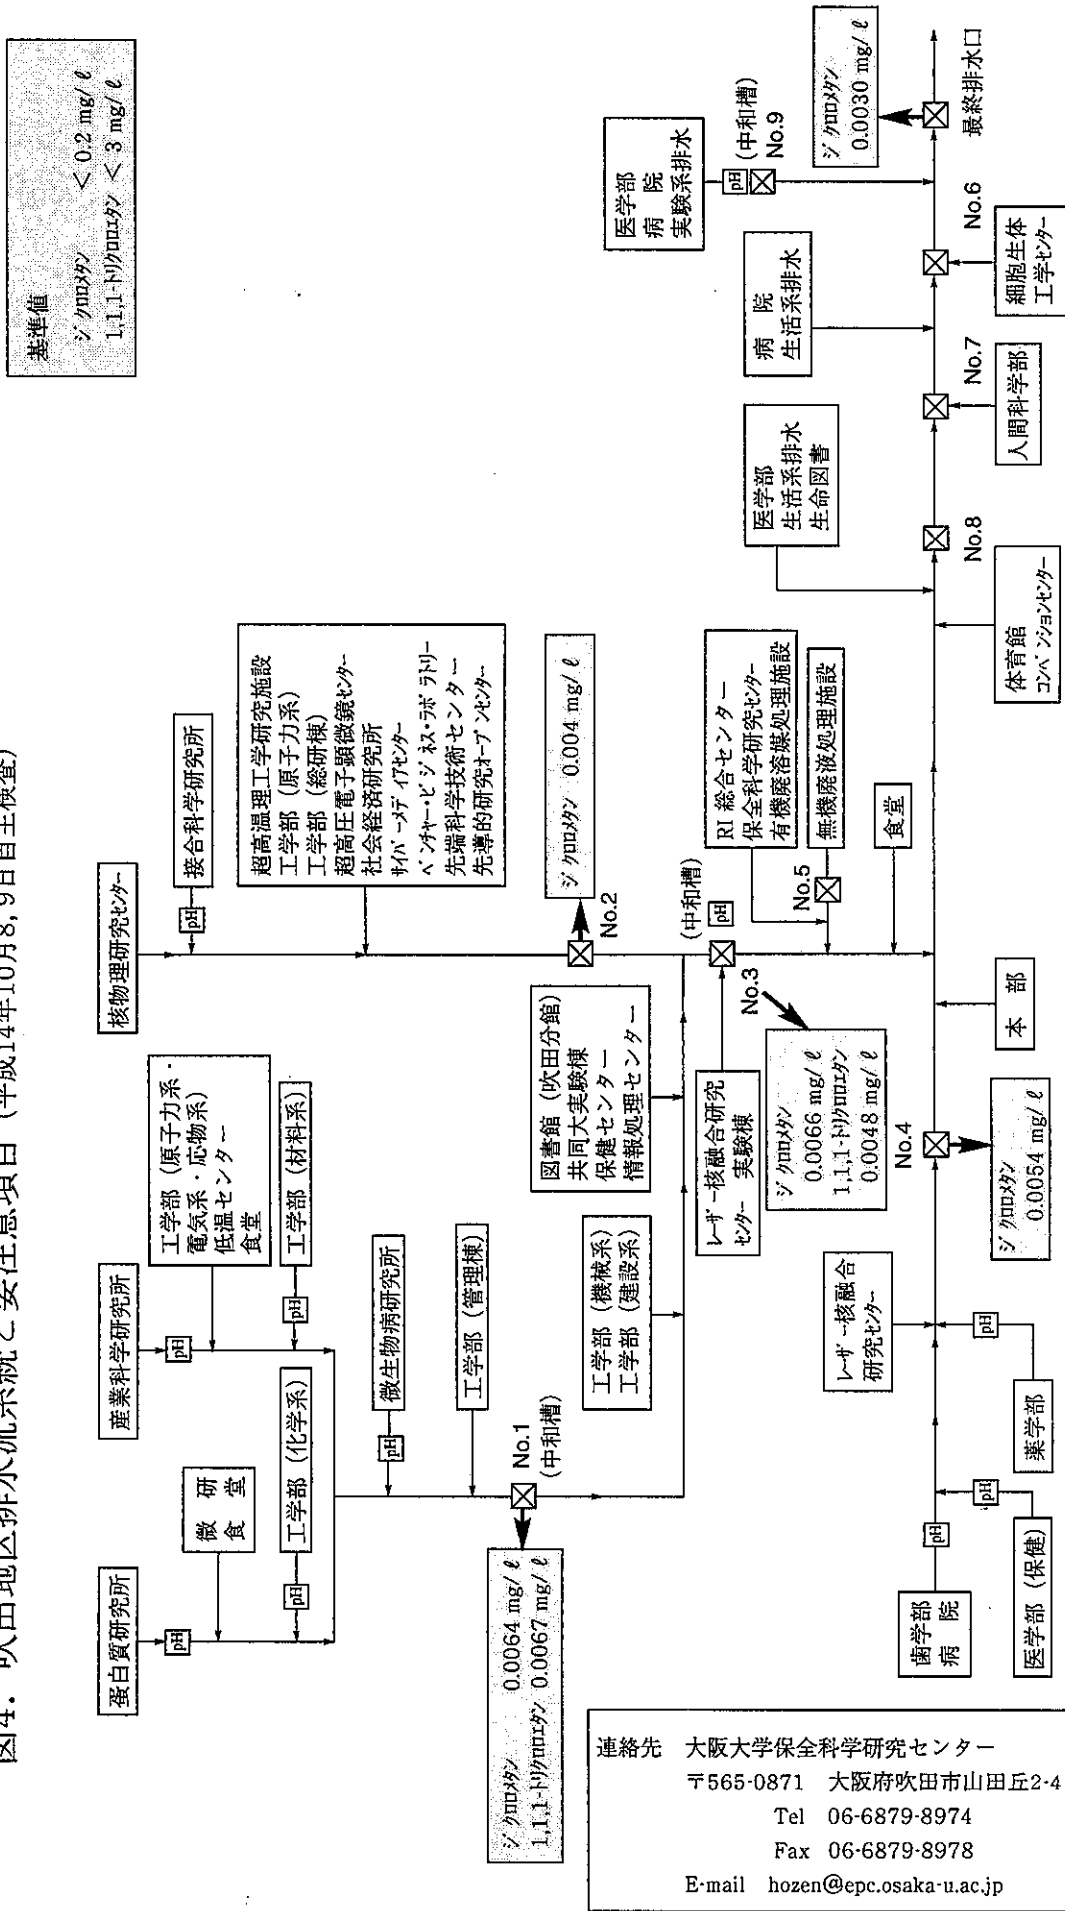 図4. 吹田地区排水流系統と要注意項目 (平成14年10月8,9日自主検査)
基準値
ジクロロメタン < 0.2 mg/ℓ
1,1,1-トリクロロエタン < 3 mg/ℓ
蛋白質研究所
pH
微研
食堂
工学部 (化学系)
pH
産業科学研究所
pH
工学部 (原子力系・
電気系・応物系)
低温センター
食堂
工学部 (材料系)
pH
微生物病研究所
pH
工学部 (管理棟)
No.1
(中和槽)
ジクロロメタン 0.0064 mg/ℓ
1,1,1-トリクロロエタン 0.0067 mg/ℓ
核物理研究センター
接合科学研究所
pH
超高温理工学研究施設
工学部 (原子力系)
工学部 (総研棟)
超高圧電子顕微鏡センター
社会経済研究所
サイバーメディアセンター
ベンチャー・ビジネス・ラボラトリー
先端科学技術センター
先導的研究オープンセンター
ジクロロメタン 0.004 mg/ℓ
No.2
図書館 (吹田分館)
共同大実験棟
保健センター
情報処理センター
工学部 (機械系)
工学部 (建設系)
(中和槽)
pH
No.3
レーザー核融合研究
センター 実験棟
ジクロロメタン
0.0066 mg/ℓ
1,1,1-トリクロロエタン
0.0048 mg/ℓ
RI 総合センター
保全科学研究センター
有機廃溶媒処理施設
無機廃液処理施設
No.5
食堂
歯学部
病院
pH
医学部 (保健)
pH
薬学部
pH
レーザー核融合
研究センター
No.4
ジクロロメタン
0.0054 mg/ℓ
本部
体育館
コンベンションセンター
医学部
生活系排水
生命図書
No.8
人間科学部
No.7
病院
生活系排水
細胞生体
工学センター
No.6
医学部
病院
実験系排水
pH
(中和槽)
No.9
ジクロロメタン
0.0030 mg/ℓ
最終排水口
連絡先 大阪大学保全科学研究センター
〒565-0871 大阪府吹田市山田丘2-4
Tel 06-6879-8974
Fax 06-6879-8978
E-mail hozen@epc.osaka-u.ac.jp